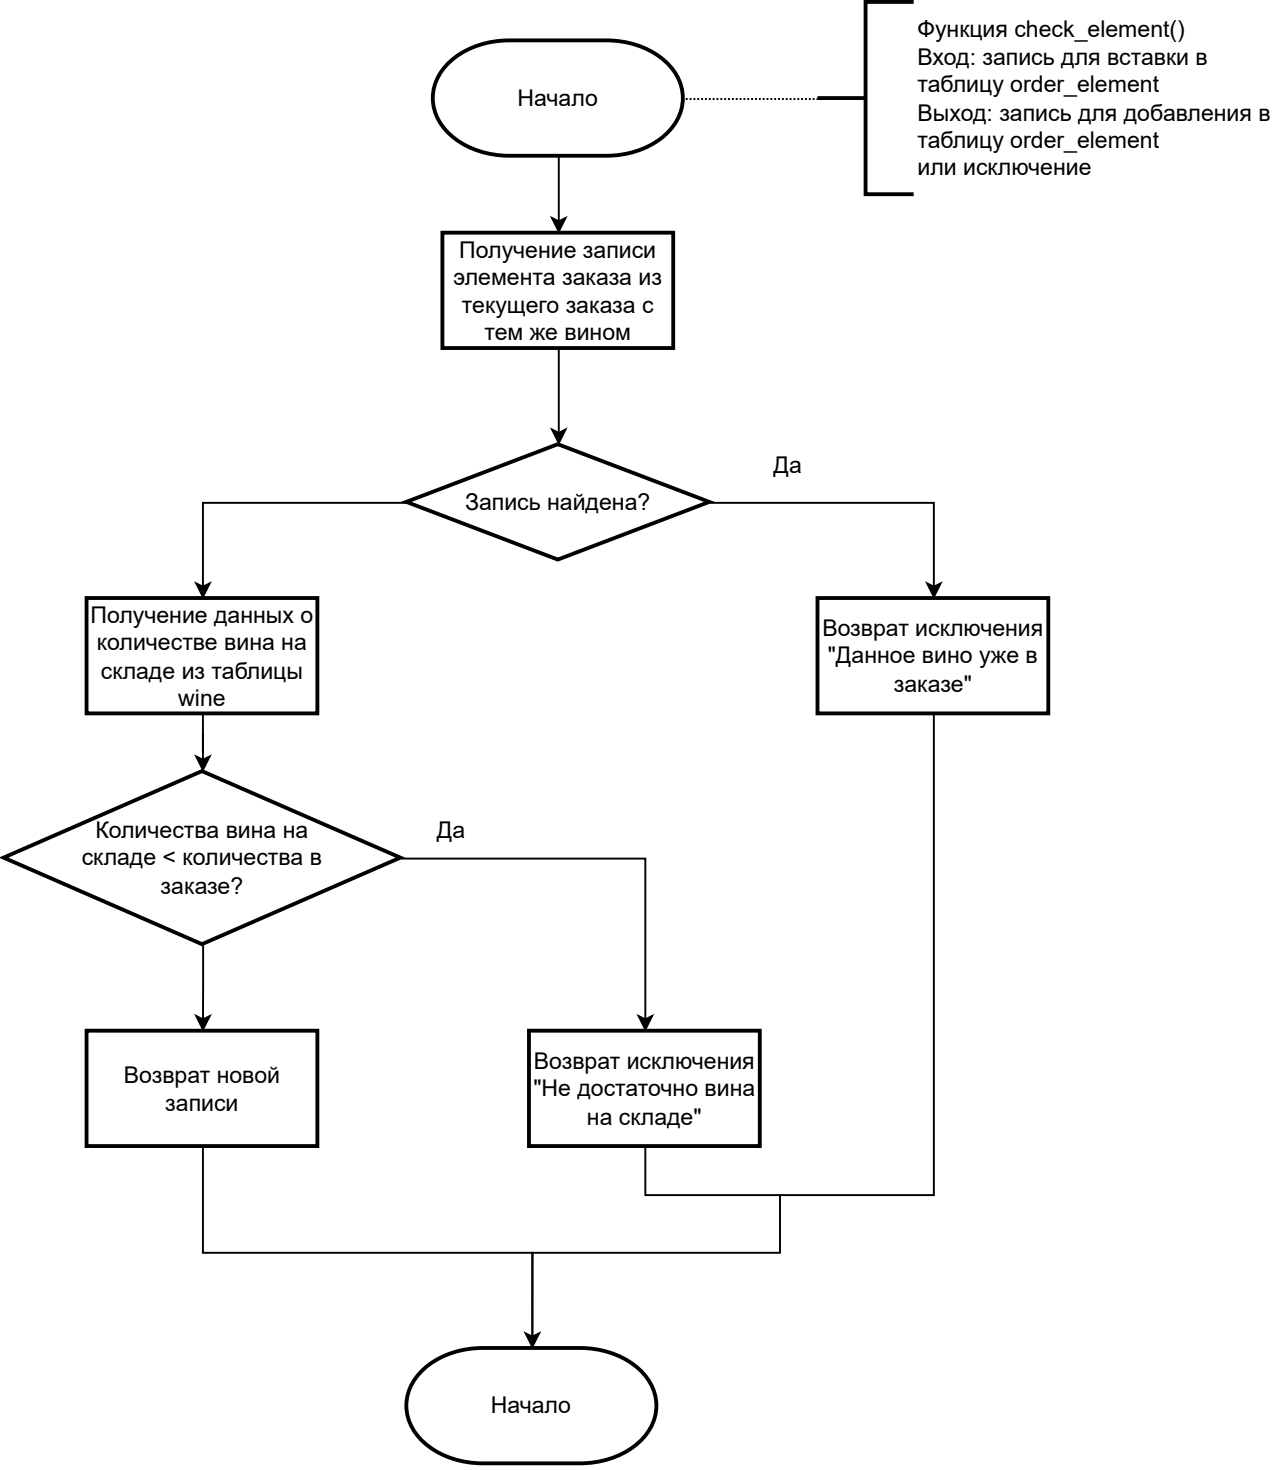 Функция check_element()
Вход: запись для вставки в
таблицу order_element
Выход: запись для добавления в
таблицу order_element
или исключение
Начало
Получение записи
элемента заказа из
текущего заказа с
тем же вином
Запись найдена?
Да
Получение данных о
количестве вина на
складе из таблицы
wine
Возврат исключения
"Данное вино уже в
заказе"
Количества вина на
складе < количества в
заказе?
Да
Возврат новой
записи
Возврат исключения
"Не достаточно вина
на складе"
Начало